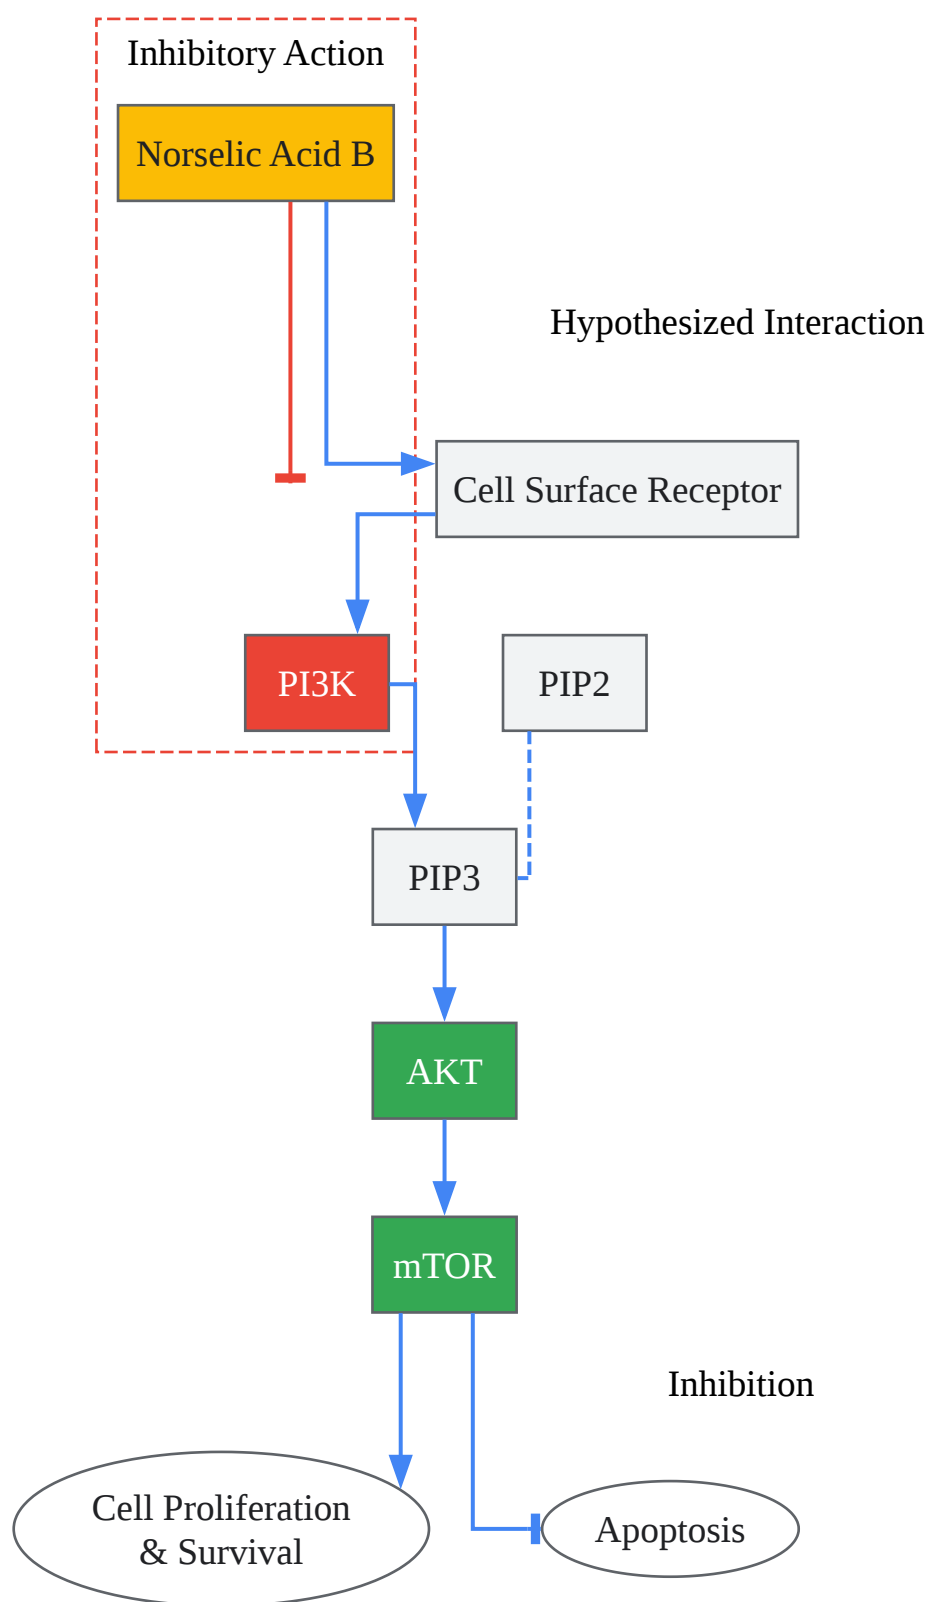 Inhibitory Action
Norselic Acid B
Hypothesized Interaction
Cell Surface Receptor
PI3K
PIP2
PIP3
AKT
mTOR
Inhibition
Cell Proliferation
& Survival
Apoptosis